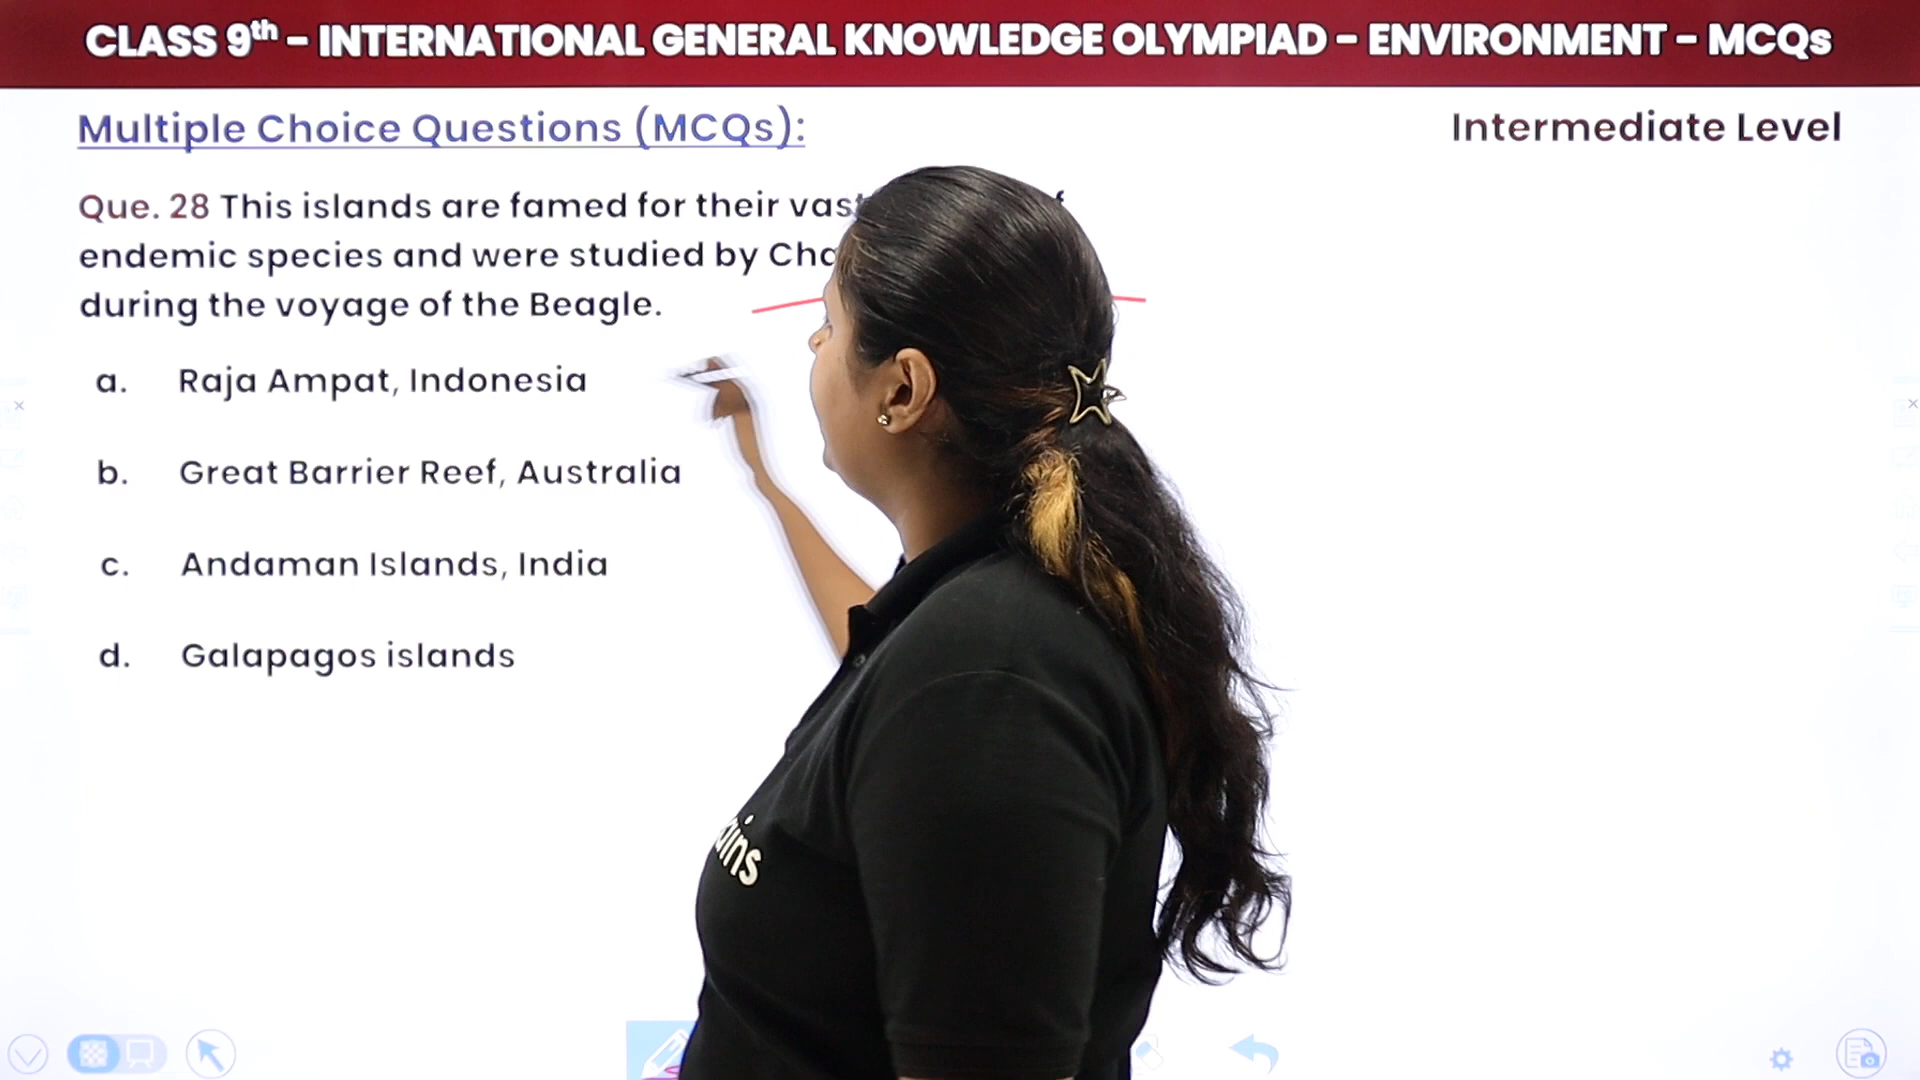 CLASS 9th – INTERNATIONAL GENERAL KNOWLEDGE OLYMPIAD – ENVIRONMENT – MCQs
Multiple Choice Questions (MCQs):
Intermediate Level
Que. 28 This islands are famed for their
endemic species and were studied by
during the voyage of the Beagle.
a. Raja Ampat, Indonesia
b. Great Barrier Reef, Australia
c. Andaman Islands, India
d. Galapagos islands